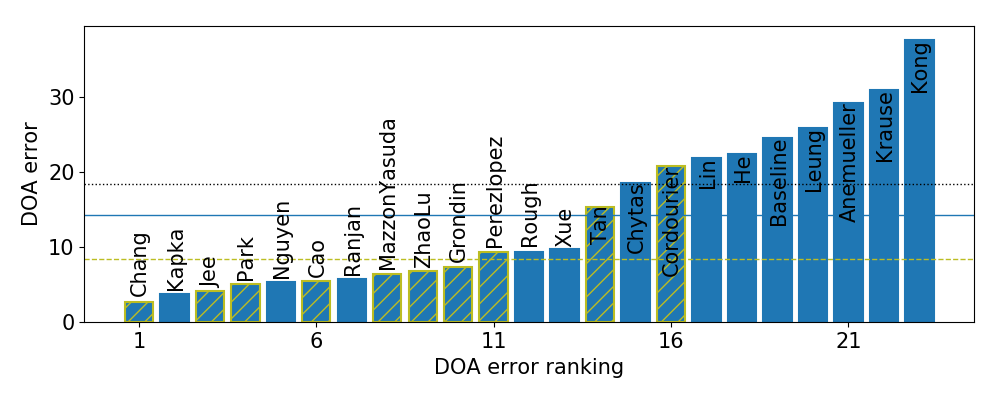 DOA error
30
20
10
0
Chang
Kapka
Jee
Park
Nguyen
Cao
Ranjan
MazzonYasuda
ZhaoLu
Grondin
Perezlopez
Rough
Xue
Tan
Chytas
Cordourier
Lin
He
Baseline
Leung
Anemueller
Krause
Kong
1 6 11 16 21
DOA error ranking